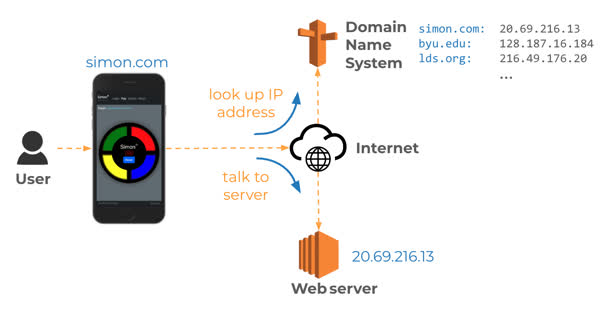 Domain
Name
System
simon.com: 20.69.216.13
byu.edu: 128.187.16.184
lds.org: 216.49.176.20
...
simon.com
look up IP
address
Simon
User
Internet
talk to
server
20.69.216.13
Web server